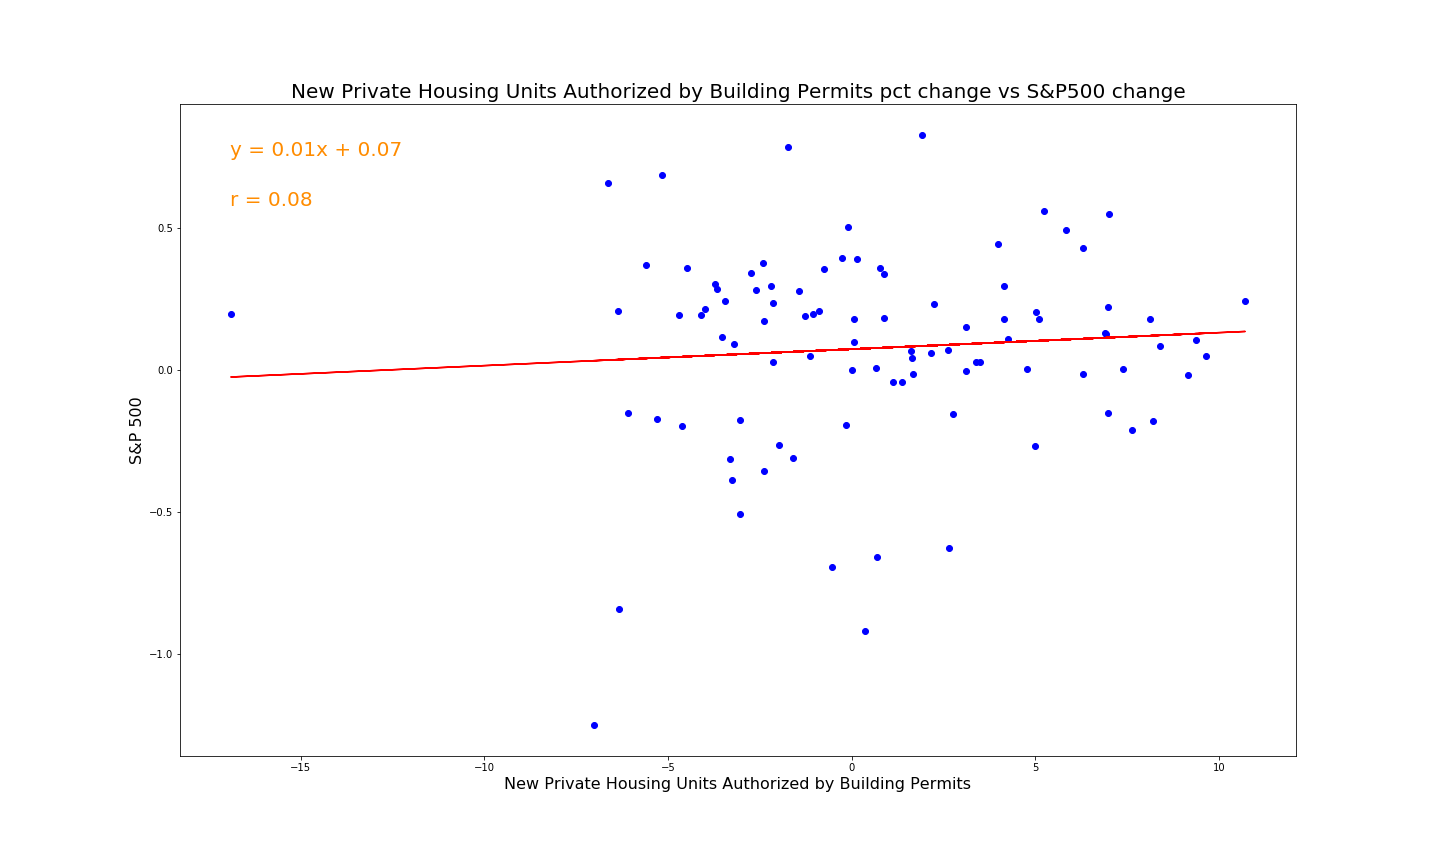 New Private Housing Units Authorized by Building Permits pct change vs S&P500 change
y = 0.01x + 0.07
r = 0.08
0.5
0.0
−0.5
−1.0
S&P 500
−15 −10 −5 0 5 10
New Private Housing Units Authorized by Building Permits